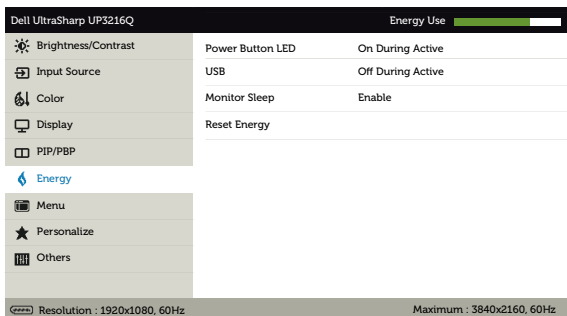 Dell UltraSharp UP3216Q Energy Use
Brightness/Contrast Power Button LED On During Active
Input Source USB Off During Active
Color Monitor Sleep Enable
Display Reset Energy
PIP/PBP
Energy
Menu
Personalize
Others
Resolution : 1920x1080, 60Hz Maximum : 3840x2160, 60Hz